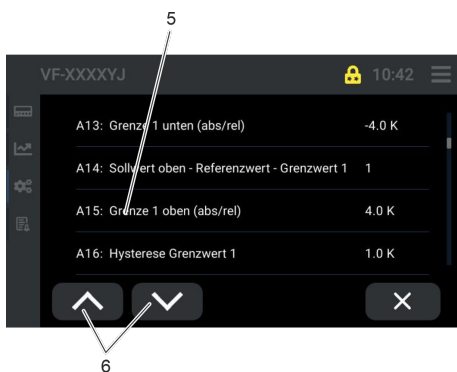 5
VF-XXXXYJ 10:42
A13: Grenze 1 unten (abs/rel) -4.0 K
A14: Sollwert oben - Referenzwert - Grenzwert 1 1
A15: Grenze 1 oben (abs/rel) 4.0 K
A16: Hysterese Grenzwert 1 1.0 K
6